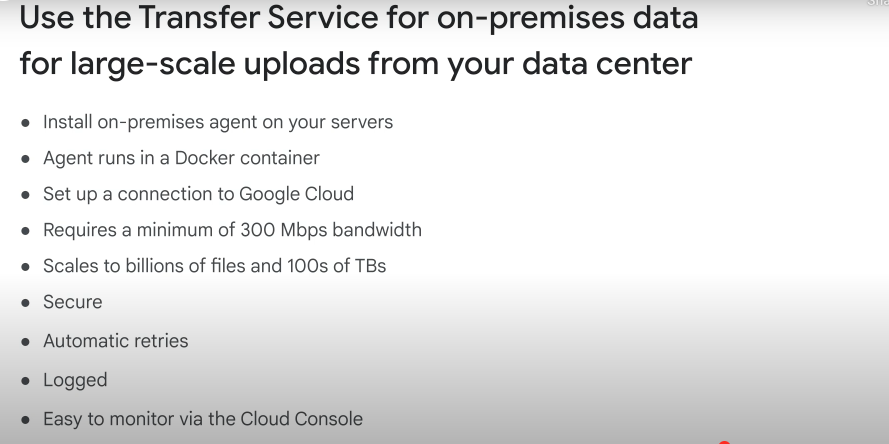 Use the Transfer Service for on-premises data
for large-scale uploads from your data center
● Install on-premises agent on your servers
● Agent runs in a Docker container
● Set up a connection to Google Cloud
● Requires a minimum of 300 Mbps bandwidth
● Scales to billions of files and 100s of TBs
● Secure
● Automatic retries
● Logged
● Easy to monitor via the Cloud Console